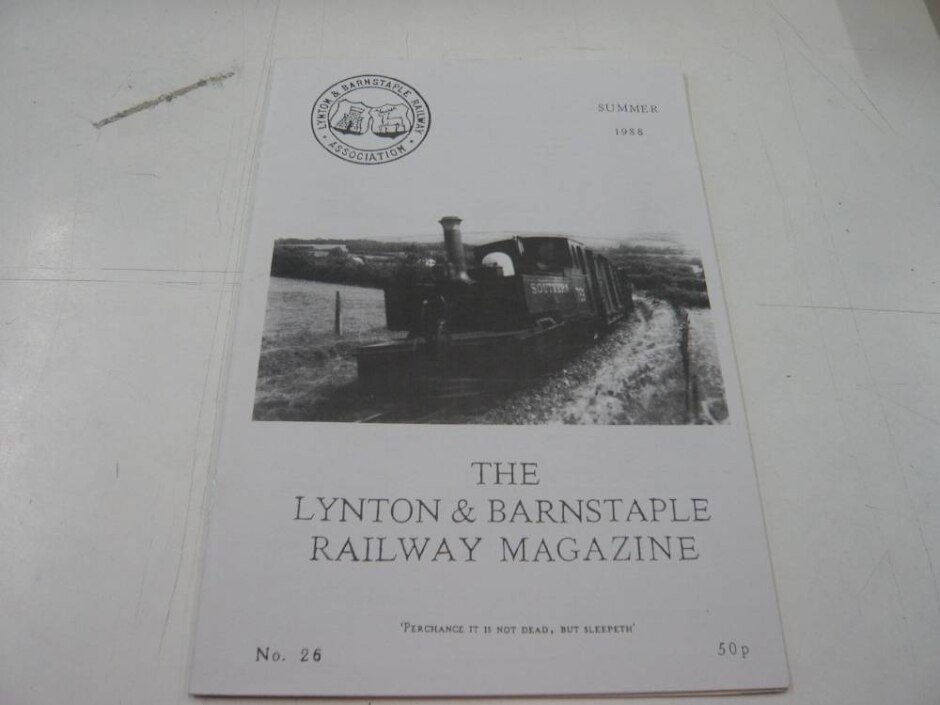 LYNTON & BARNSTAPLE RAILWAY
ASSOCIATION
SUMMER
1988
SOUTHERN
THE
LYNTON & BARNSTAPLE
RAILWAY MAGAZINE
'PERCHANCE IT IS NOT DEAD, BUT SLEEPETH'
No. 26
50p